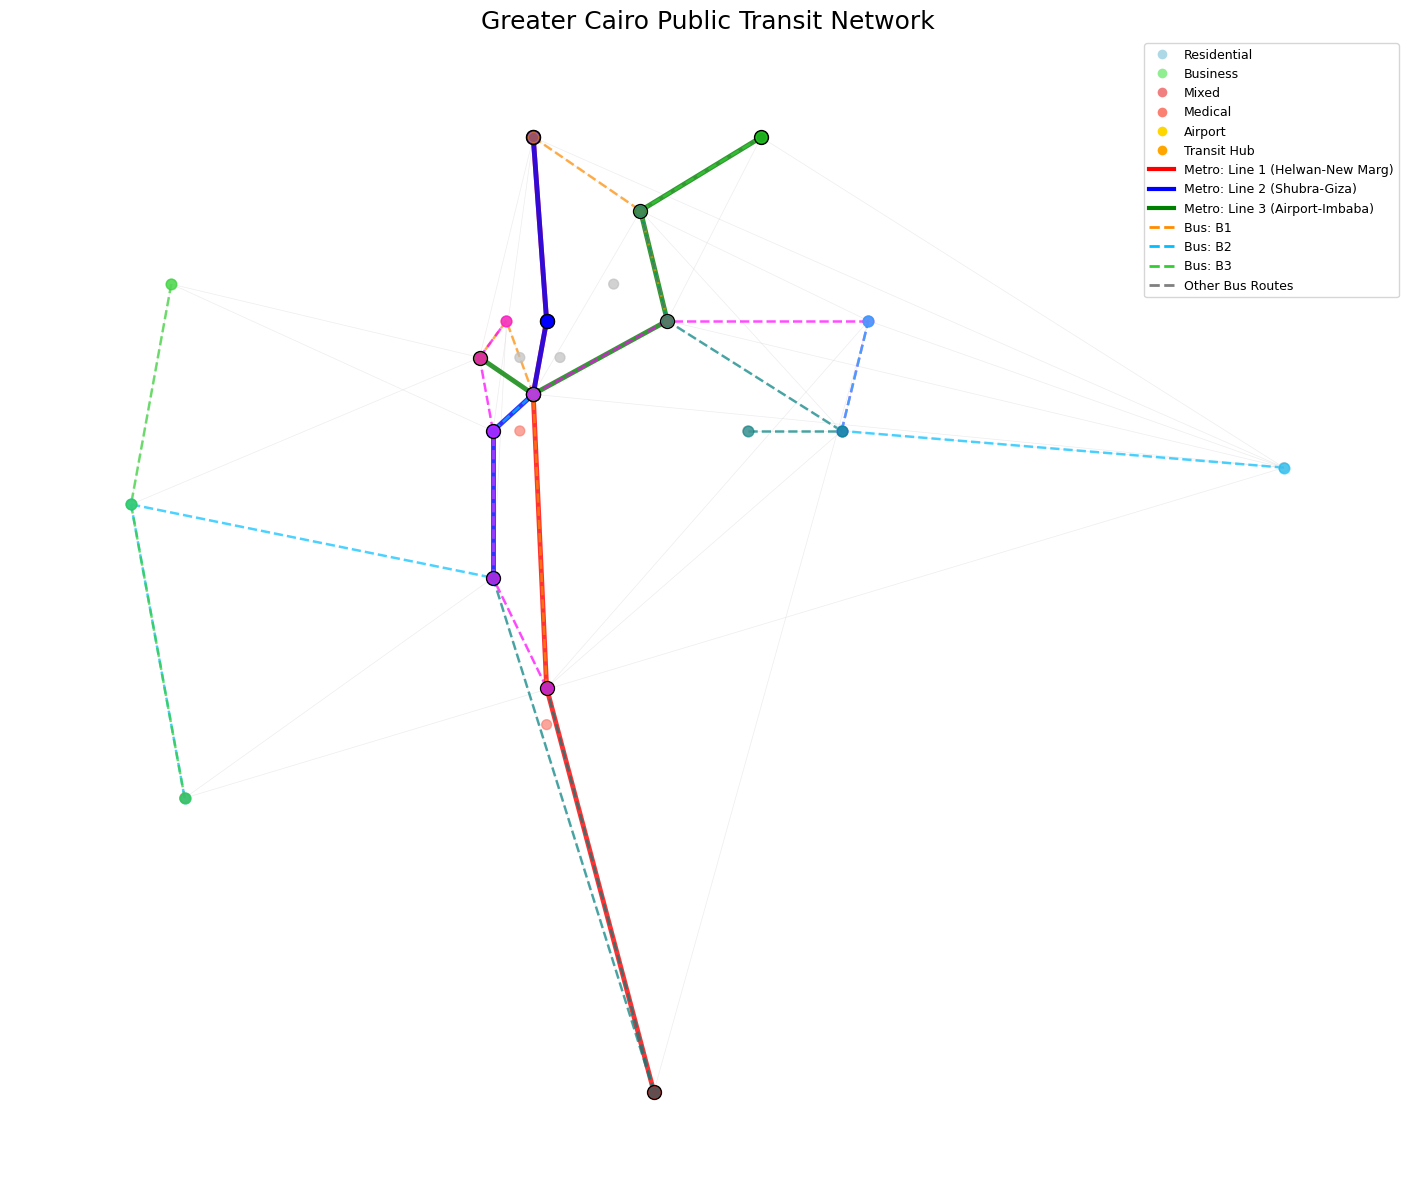 Greater Cairo Public Transit Network
Residential
Business
Mixed
Medical
Airport
Transit Hub
Metro: Line 1 (Helwan-New Marg)
Metro: Line 2 (Shubra-Giza)
Metro: Line 3 (Airport-Imbaba)
Bus: B1
Bus: B2
Bus: B3
Other Bus Routes